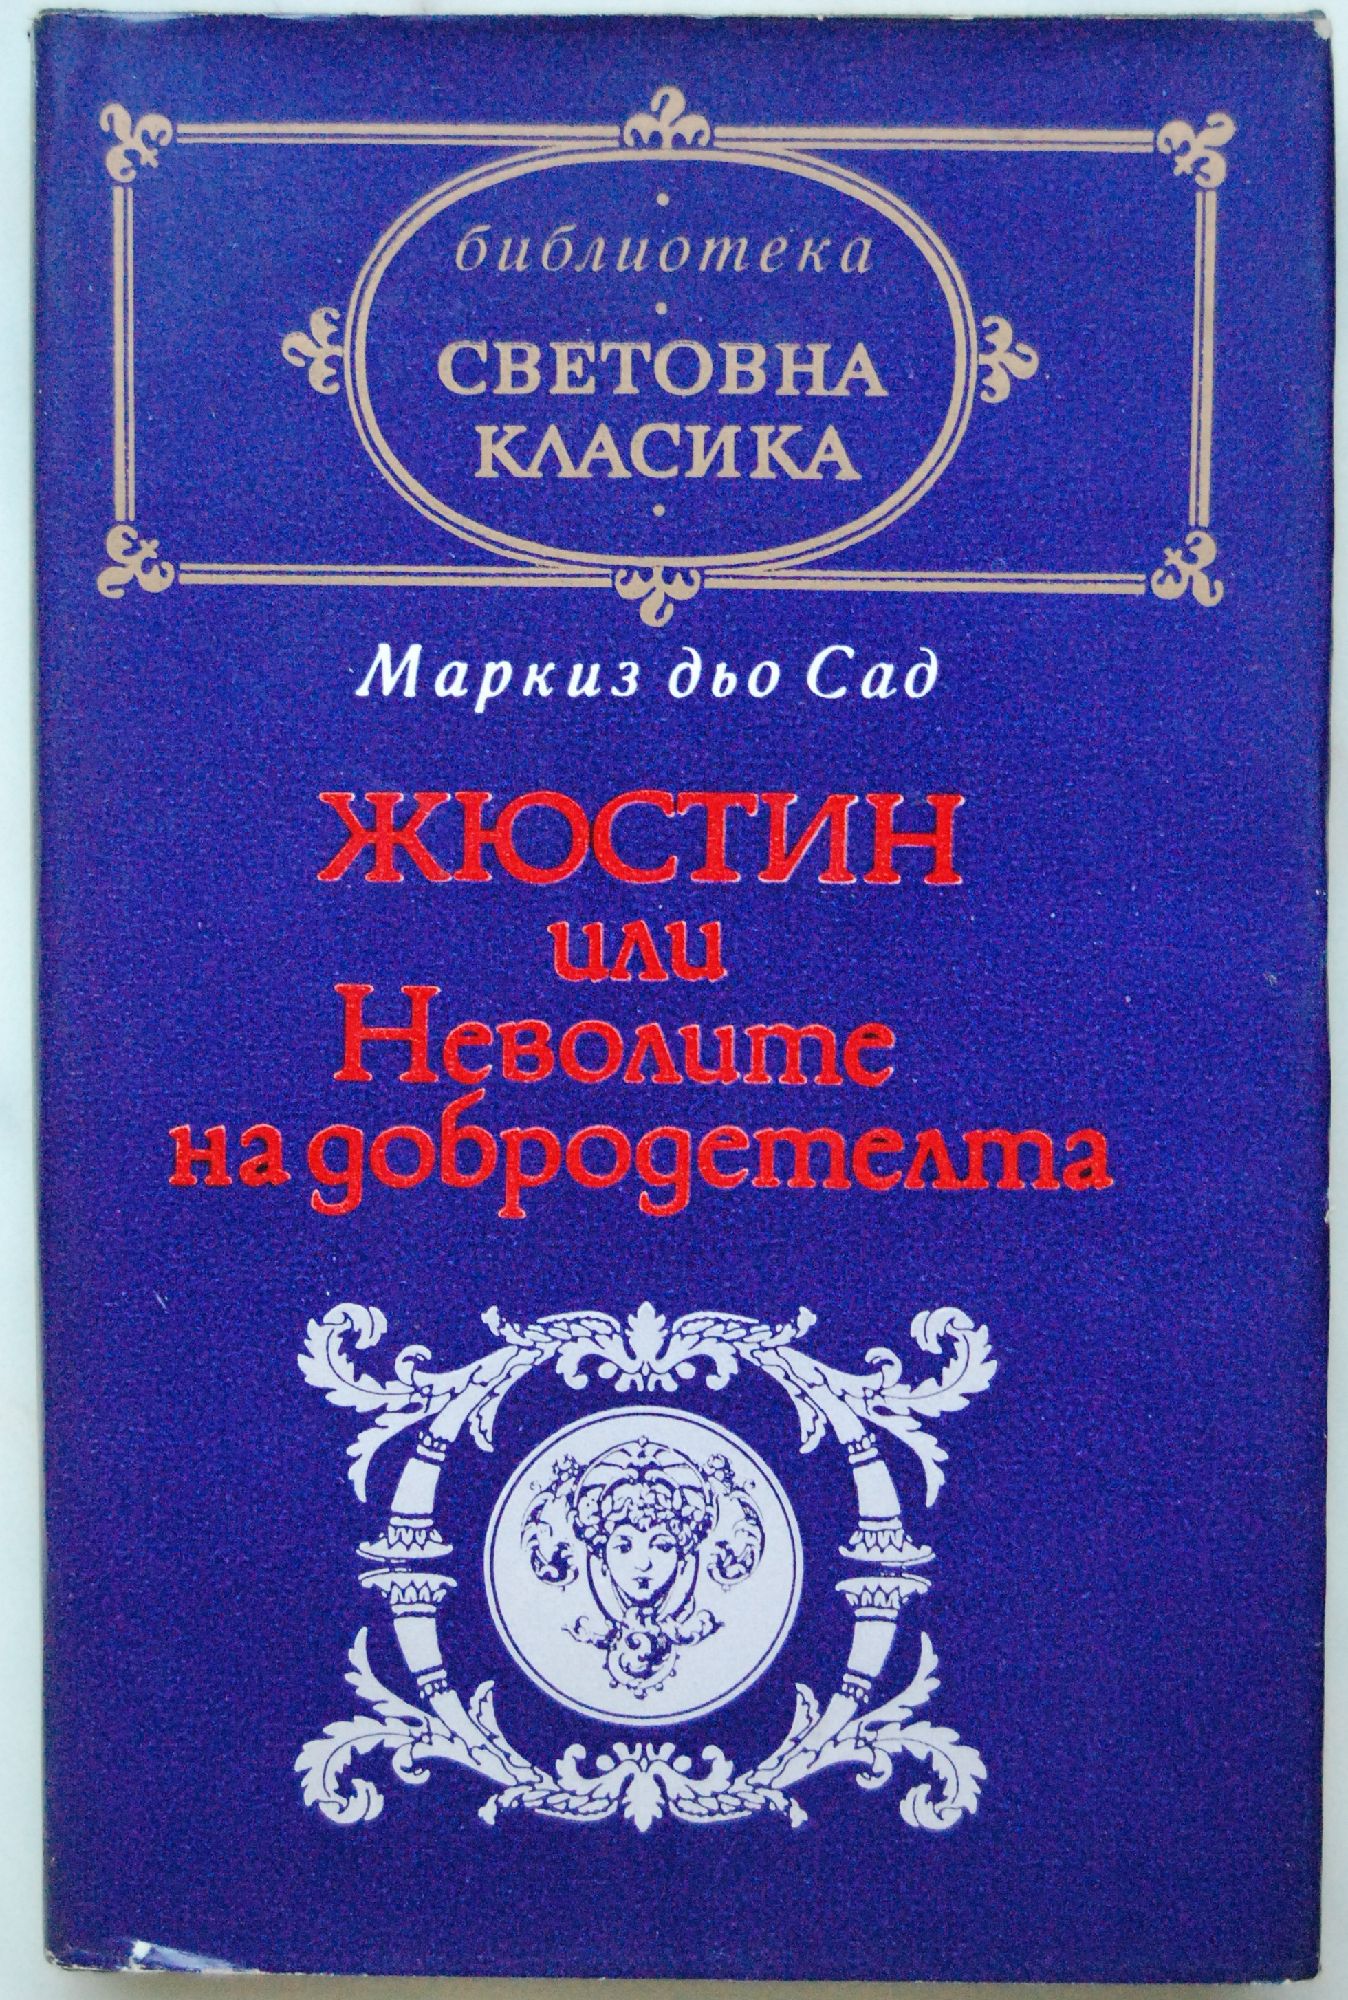 библиотека
СВЕТОВНА
КЛАСИКА
Маркиз дьо Сад
ЖЮСТИН
или
Неволите
на добродетелта